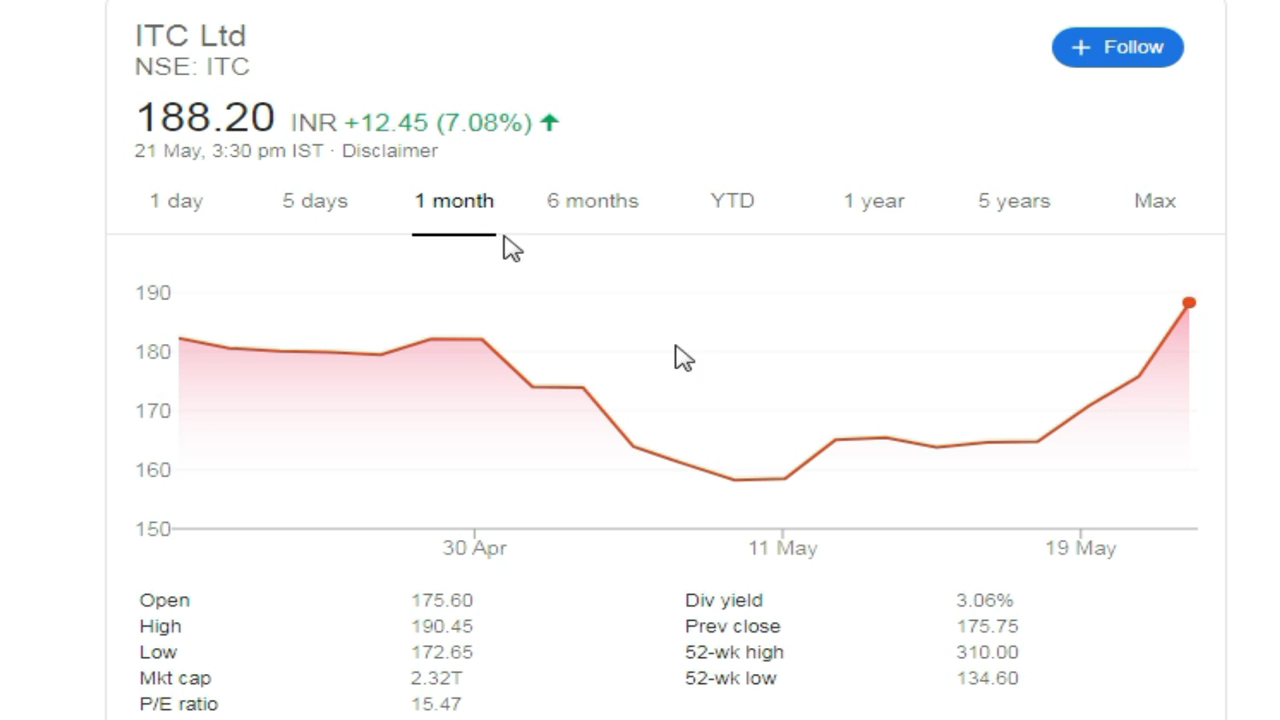 ITC Ltd
NSE: ITC
+ Follow
188.20 INR +12.45 (7.08%) ↑
21 May, 3:30 pm IST · Disclaimer
1 day 5 days 1 month 6 months YTD 1 year 5 years Max
190
180
170
160
150
30 Apr 11 May 19 May
Open 175.60 Div yield 3.06%
High 190.45 Prev close 175.75
Low 172.65 52-wk high 310.00
Mkt cap 2.32T 52-wk low 134.60
P/E ratio 15.47